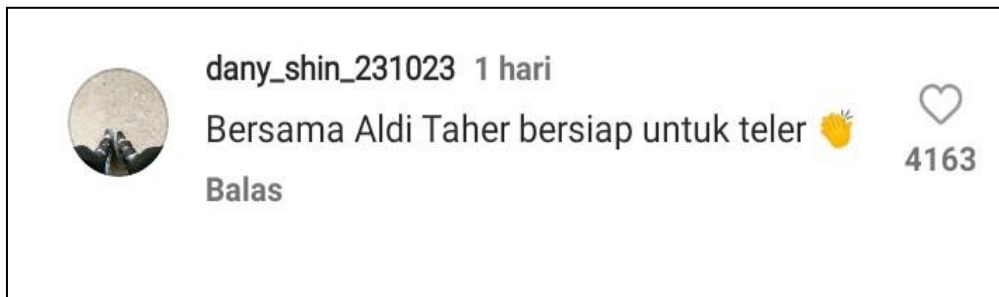 dany_shin_231023 1 hari
Bersama Aldi Taher bersiap untuk teler 👏
4163
Balas